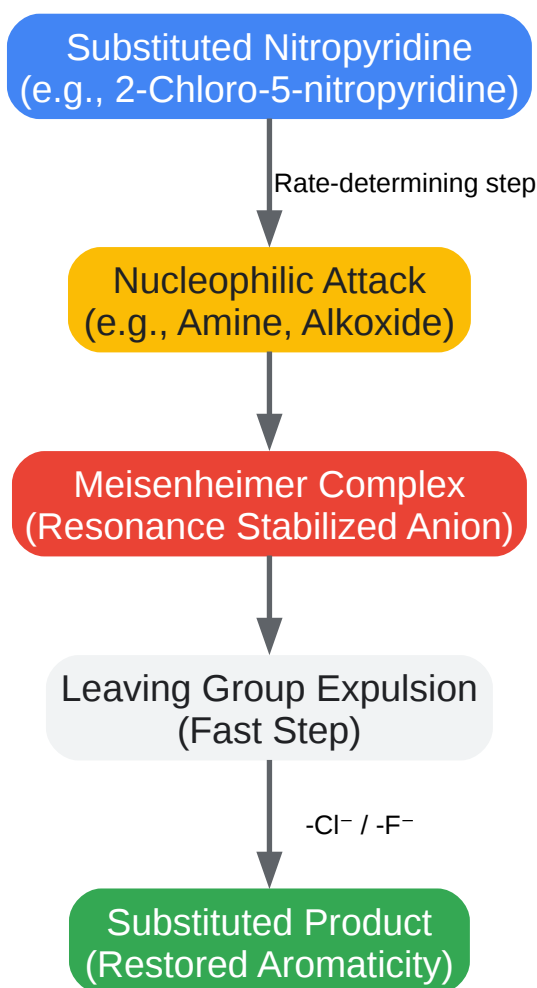 Substituted Nitropyridine
(e.g., 2-Chloro-5-nitropyridine)
Rate-determining step
Nucleophilic Attack
(e.g., Amine, Alkoxide)
Meisenheimer Complex
(Resonance Stabilized Anion)
Leaving Group Expulsion
(Fast Step)
-Cl⁻ / -F⁻
Substituted Product
(Restored Aromaticity)